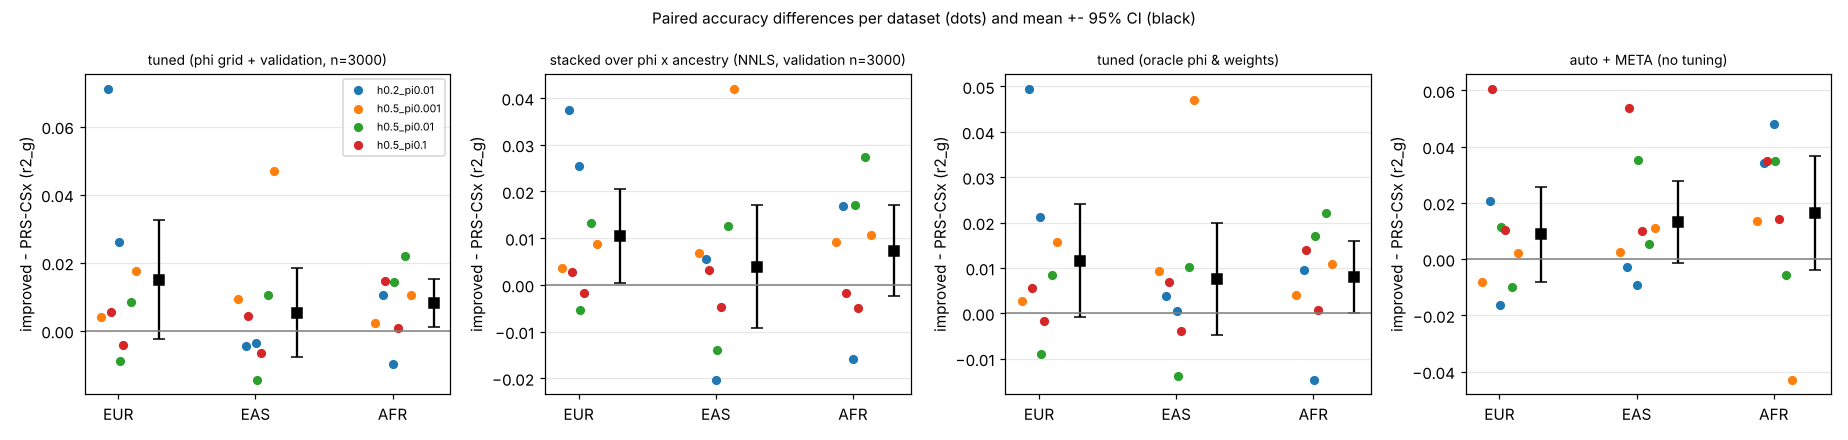 Paired accuracy differences per dataset (dots) and mean +- 95% CI (black)
tuned (phi grid + validation, n=3000)
improved - PRS-CSx (r2_g)
0.06
0.04
0.02
0.00
h0.2_pi0.01
h0.5_pi0.001
h0.5_pi0.01
h0.5_pi0.1
EUR EAS AFR
stacked over phi x ancestry (NNLS, validation n=3000)
improved - PRS-CSx (r2_g)
0.04
0.03
0.02
0.01
0.00
−0.01
−0.02
EUR EAS AFR
tuned (oracle phi & weights)
improved - PRS-CSx (r2_g)
0.05
0.04
0.03
0.02
0.01
0.00
−0.01
EUR EAS AFR
auto + META (no tuning)
improved - PRS-CSx (r2_g)
0.06
0.04
0.02
0.00
−0.02
−0.04
EUR EAS AFR